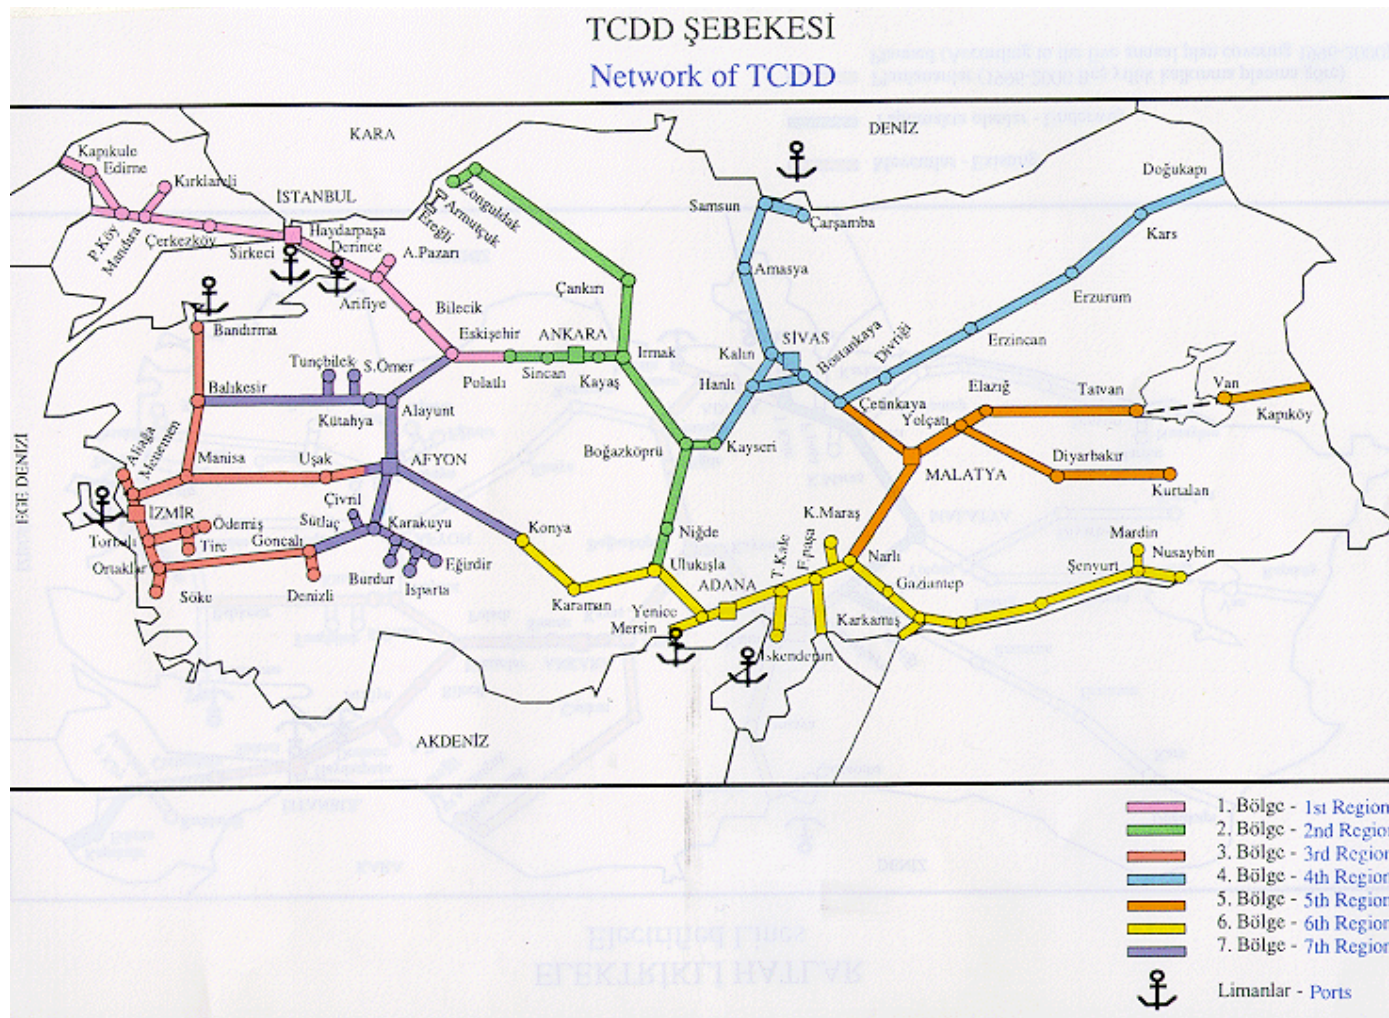 TCDD ŞEBEKESİ
Network of TCDD
KARA
DENİZ
Kapıkule
Edirne
Kırklareli
İSTANBUL
P.Köy
Mandıra
Çerkezköy
Sirkeci
Haydarpaşa
Derince
A.Pazarı
Arifiye
Bilecik
Eskişehir
Zonguldak
Armutçuk
Ereğli
Çankırı
ANKARA
Polatlı
Sincan
Kayaş
Irmak
Samsun
Çarşamba
Amasya
Kalın
SİVAS
Hanlı
Bostankaya
Divriği
Çetinkaya
Kayseri
Boğazköprü
Doğukapı
Kars
Erzurum
Erzincan
Elazığ
Tatvan
Van
Kapıköy
Yolçatı
MALATYA
Diyarbakır
Kurtalan
Bandırma
Balıkesir
Tunçbilek
S.Ömer
Kütahya
Alayunt
EGE DENİZİ
Aliağa
Menemen
Manisa
Uşak
AFYON
İZMİR
Çivril
Sütlaç
Karakuyu
Torbalı
Ödemiş
Tire
Goncalı
Ortaklar
Söke
Denizli
Burdur
Isparta
Eğirdir
Konya
Karaman
Niğde
Ulukışla
Yenice
Mersin
ADANA
T.Kale
F.paşa
K.Maraş
Narlı
Gaziantep
Karkamış
İskenderun
Mardin
Nusaybin
Şenyurt
AKDENİZ
1. Bölge - 1st Region
2. Bölge - 2nd Region
3. Bölge - 3rd Region
4. Bölge - 4th Region
5. Bölge - 5th Region
6. Bölge - 6th Region
7. Bölge - 7th Region
Limanlar - Ports